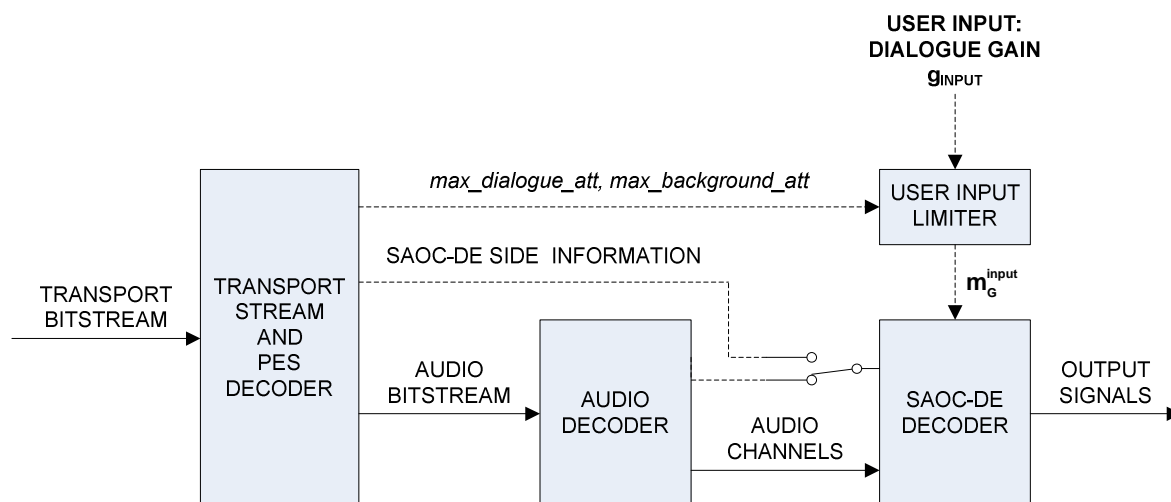 USER INPUT:
DIALOGUE GAIN
gINPUT
max_dialogue_att, max_background_att
USER INPUT
LIMITER
SAOC-DE SIDE INFORMATION
mGinput
TRANSPORT
BITSTREAM
TRANSPORT
STREAM
AND
PES
DECODER
AUDIO
BITSTREAM
AUDIO
DECODER
AUDIO
CHANNELS
SAOC-DE
DECODER
OUTPUT
SIGNALS